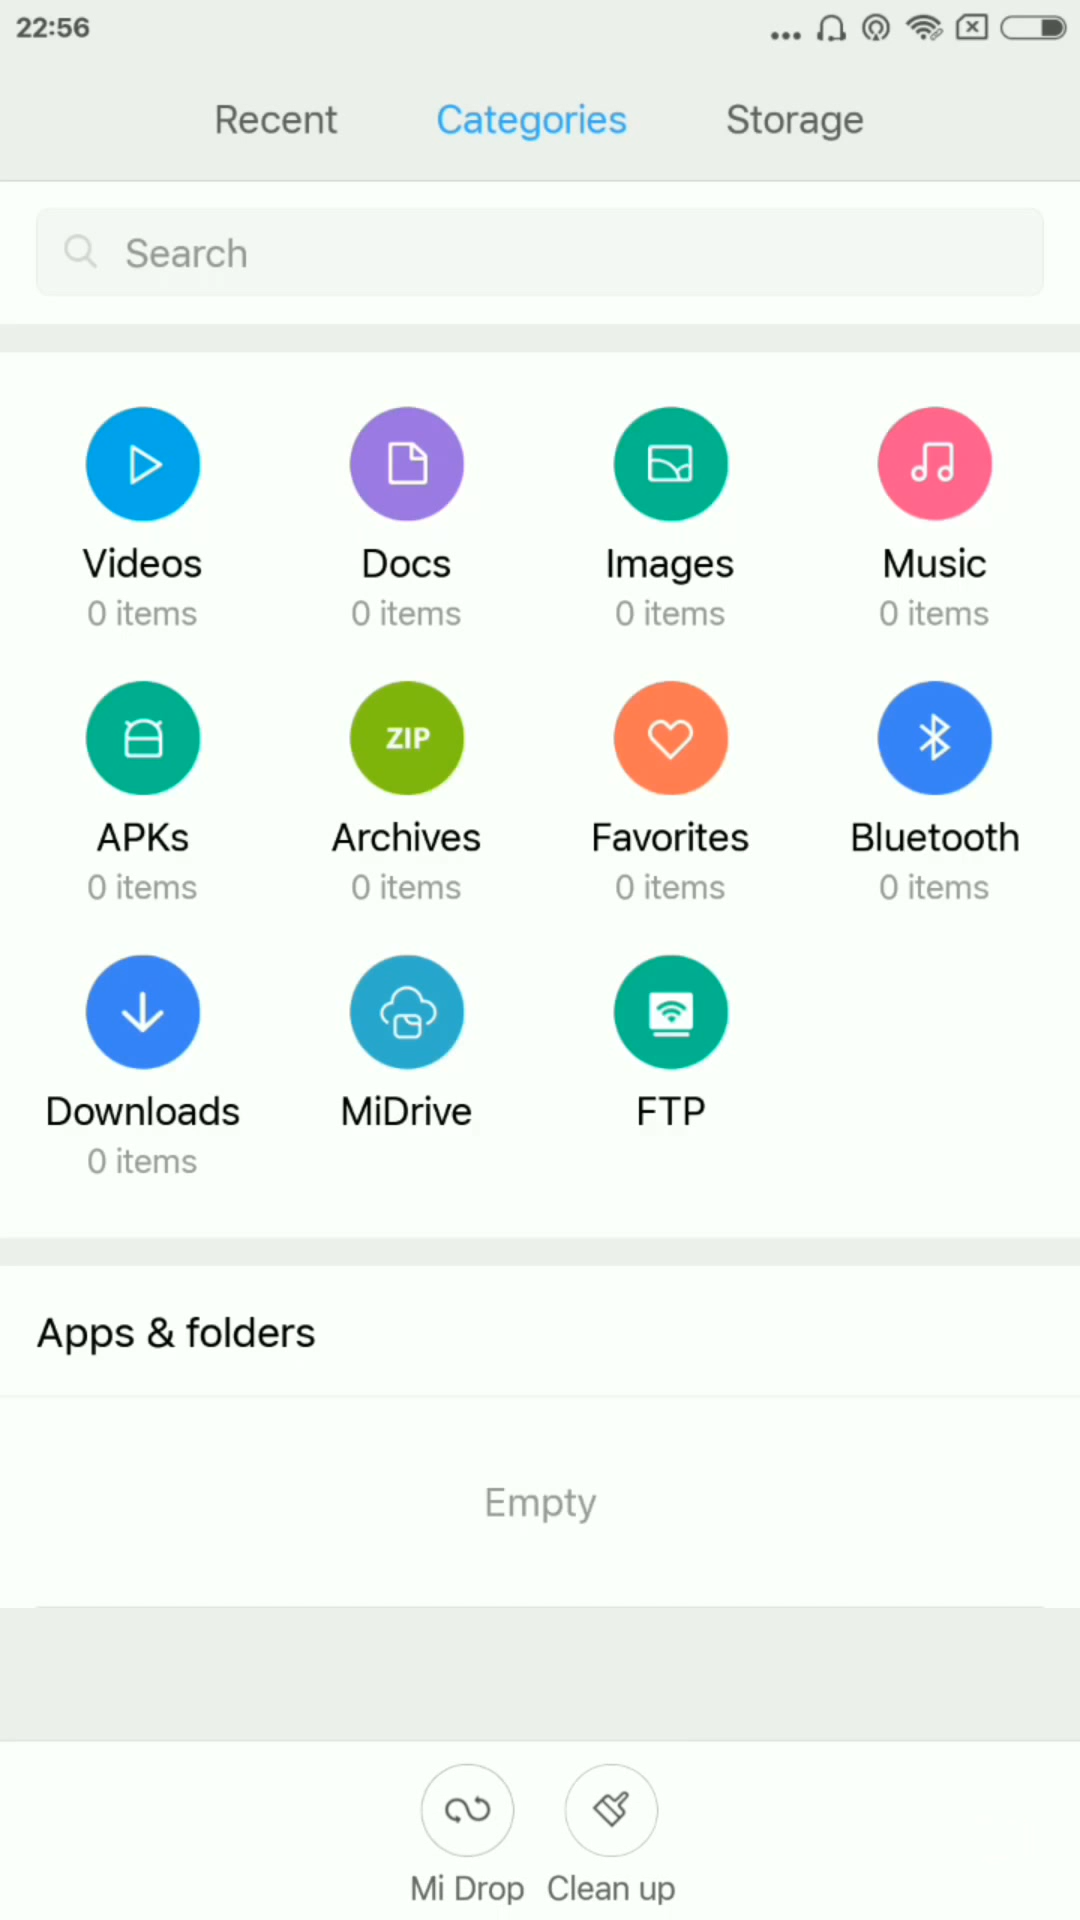 22:56
Recent Categories Storage
Search
Videos Docs Images Music
0 items 0 items 0 items 0 items
ZIP
APKs Archives Favorites Bluetooth
0 items 0 items 0 items 0 items
Downloads MiDrive FTP
0 items
Apps & folders
Empty
Mi Drop Clean up